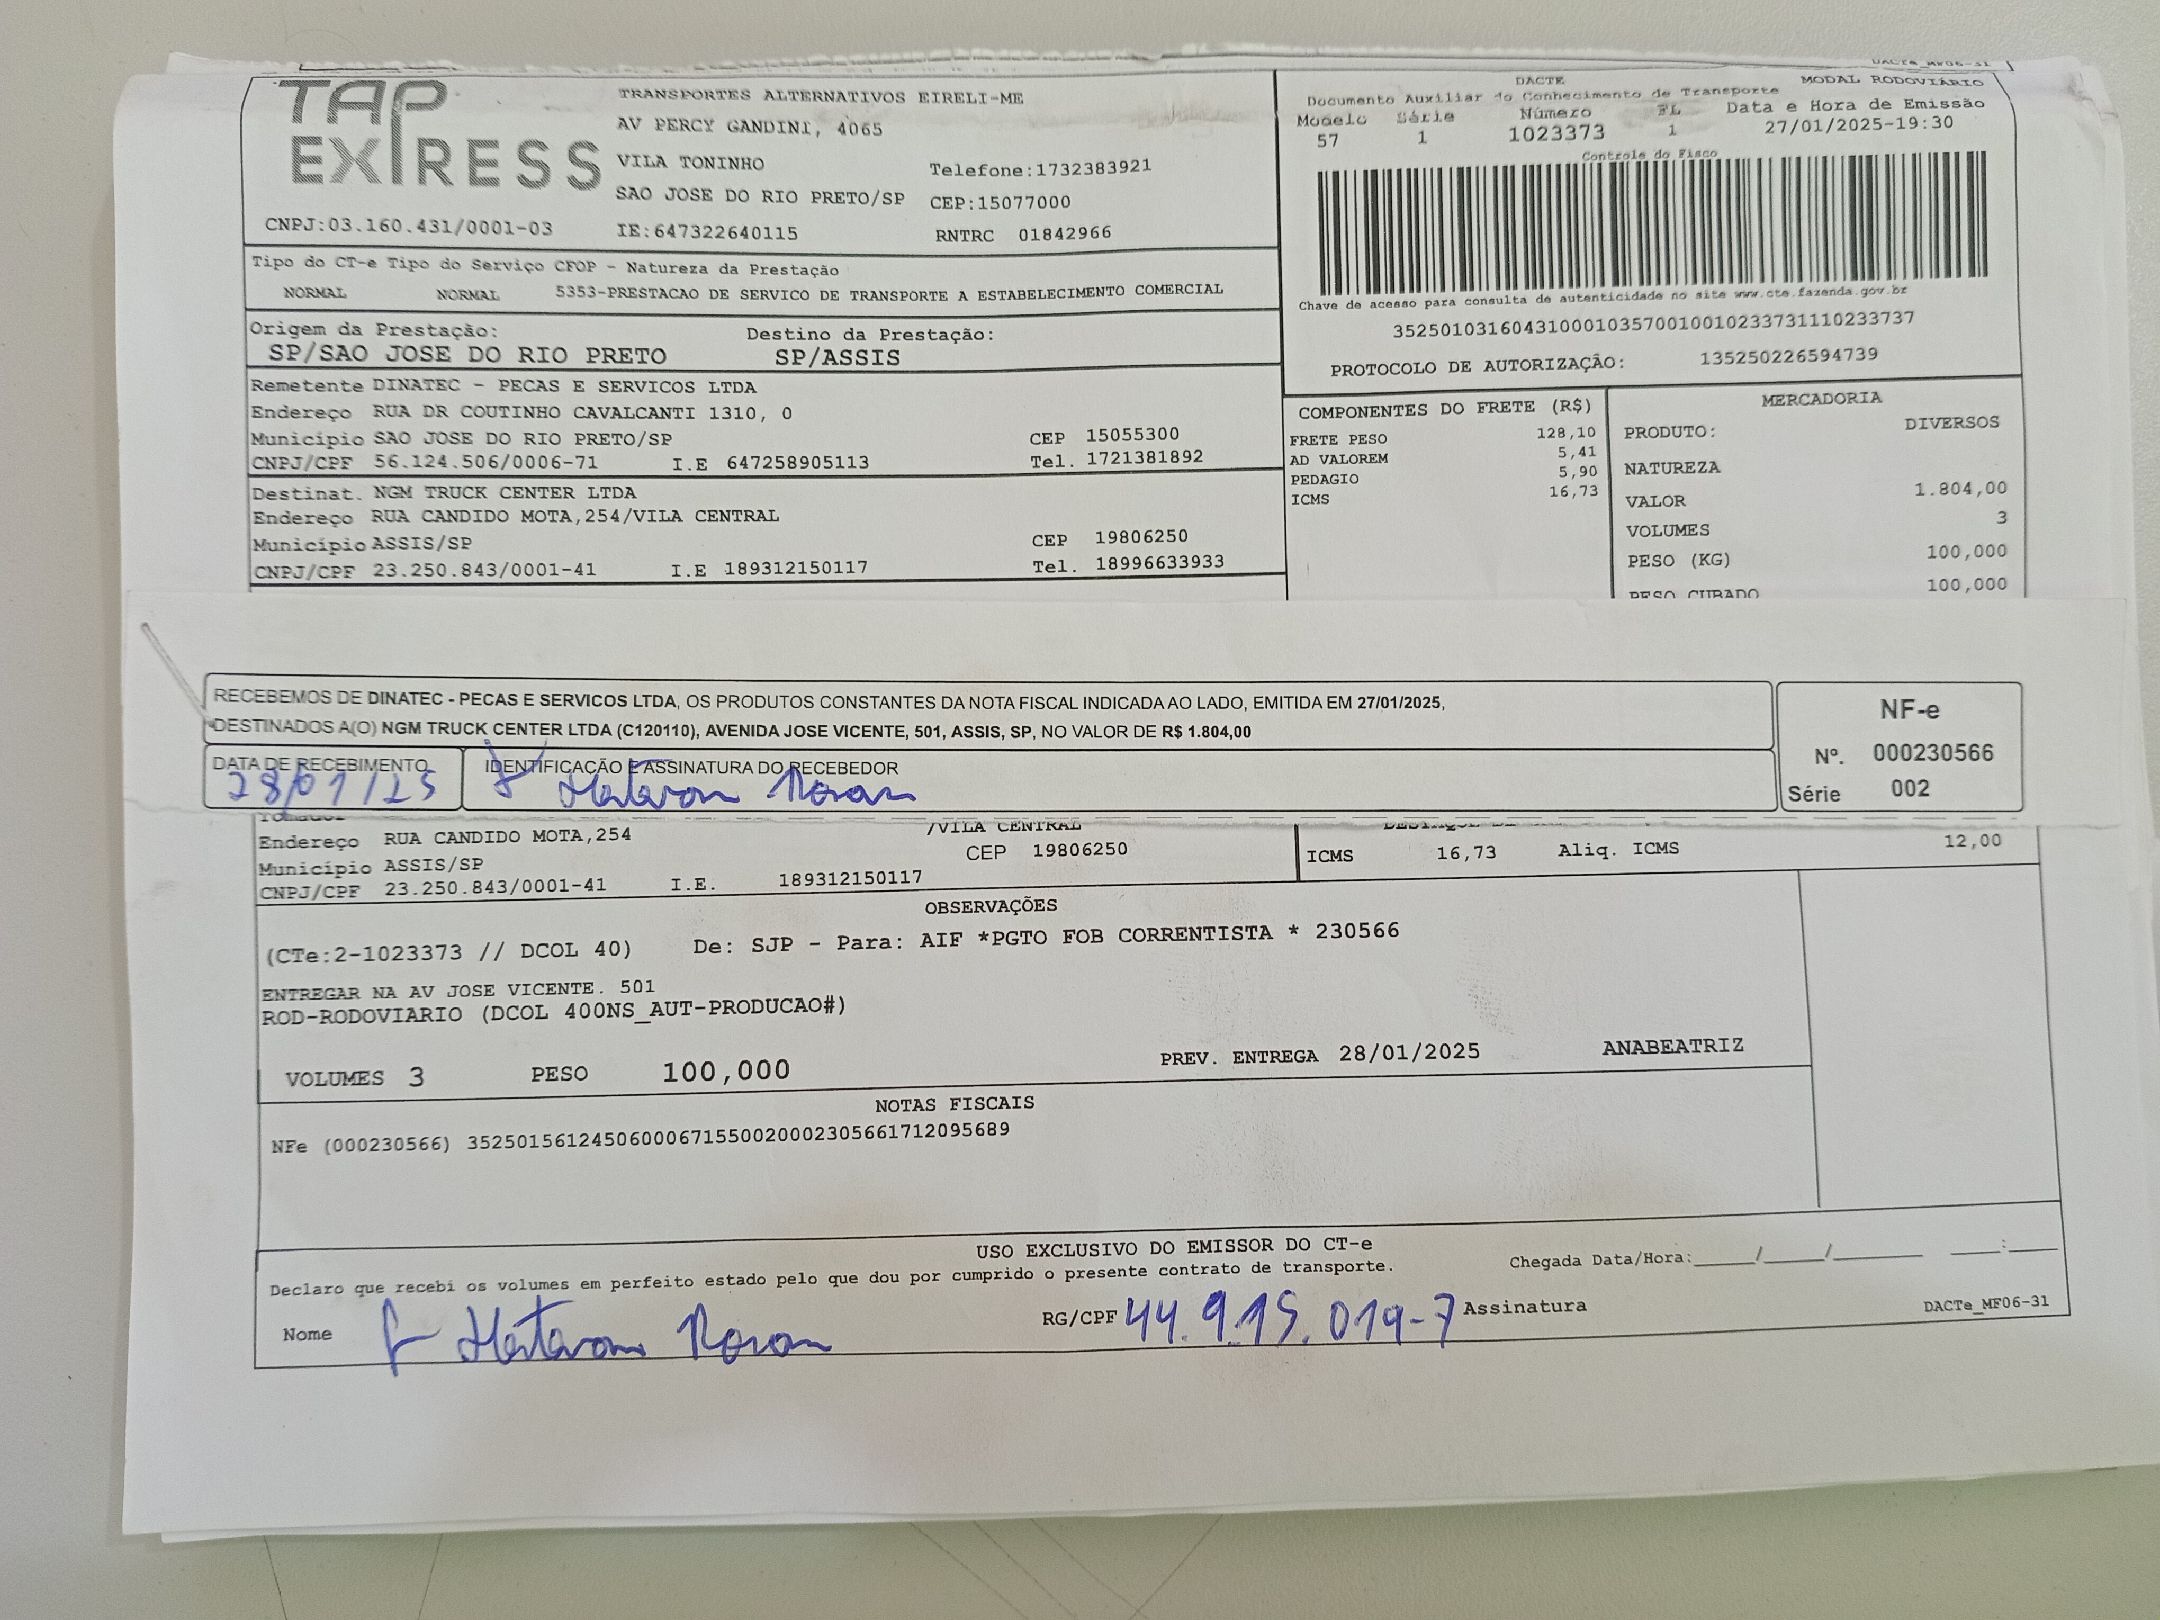 DACTe_MF06-31
TAP EXPRESS
TRANSPORTES ALTERNATIVOS EIRELI-ME
AV PERCY GANDINI, 4065
VILA TONINHO Telefone:1732383921
SAO JOSE DO RIO PRETO/SP CEP:15077000
CNPJ:03.160.431/0001-03 IE:647322640115 RNTRC 01842966
DACTE MODAL RODOVIÁRIO
Documento Auxiliar do Conhecimento de Transporte
Modelo Série Número FL Data e Hora de Emissão
57 1 1023373 1 27/01/2025-19:30
Controle do Fisco
Chave de acesso para consulta de autenticidade no site www.cte.fazenda.gov.br
35250103160431000103570010010233731110233737
PROTOCOLO DE AUTORIZAÇÃO: 135250226594739
Tipo do CT-e Tipo do Serviço CFOP - Natureza da Prestação
NORMAL NORMAL 5353-PRESTACAO DE SERVICO DE TRANSPORTE A ESTABELECIMENTO COMERCIAL
Origem da Prestação: Destino da Prestação:
SP/SAO JOSE DO RIO PRETO SP/ASSIS
Remetente DINATEC - PECAS E SERVICOS LTDA
Endereço RUA DR COUTINHO CAVALCANTI 1310, 0
Município SAO JOSE DO RIO PRETO/SP CEP 15055300
CNPJ/CPF 56.124.506/0006-71 I.E 647258905113 Tel. 1721381892
Destinat. NGM TRUCK CENTER LTDA
Endereço RUA CANDIDO MOTA,254/VILA CENTRAL
Município ASSIS/SP CEP 19806250
CNPJ/CPF 23.250.843/0001-41 I.E 189312150117 Tel. 18996633933
COMPONENTES DO FRETE (R$)
FRETE PESO 128,10
AD VALOREM 5,41
PEDAGIO 5,90
ICMS 16,73
MERCADORIA
PRODUTO: DIVERSOS
NATUREZA
VALOR 1.804,00
VOLUMES 3
PESO (KG) 100,000
PESO CUBADO 100,000
RECEBEMOS DE DINATEC - PECAS E SERVICOS LTDA, OS PRODUTOS CONSTANTES DA NOTA FISCAL INDICADA AO LADO, EMITIDA EM 27/01/2025,
DESTINADOS A(O) NGM TRUCK CENTER LTDA (C120110), AVENIDA JOSE VICENTE, 501, ASSIS, SP, NO VALOR DE R$ 1.804,00
DATA DE RECEBIMENTO IDENTIFICAÇÃO E ASSINATURA DO RECEBEDOR
28/01/25
NF-e
Nº. 000230566
Série 002
Tomador
Endereço RUA CANDIDO MOTA,254 /VILA CENTRAL
Município ASSIS/SP CEP 19806250
CNPJ/CPF 23.250.843/0001-41 I.E. 189312150117
ICMS 16,73 Aliq. ICMS 12,00
OBSERVAÇÕES
(CTe:2-1023373 // DCOL 40) De: SJP - Para: AIF *PGTO FOB CORRENTISTA * 230566
ENTREGAR NA AV JOSE VICENTE. 501
ROD-RODOVIARIO (DCOL 400NS_AUT-PRODUCAO#)
VOLUMES 3 PESO 100,000 PREV. ENTREGA 28/01/2025 ANABEATRIZ
NOTAS FISCAIS
NFe (000230566) 35250156124506000671550020002305661712095689
USO EXCLUSIVO DO EMISSOR DO CT-e
Declaro que recebi os volumes em perfeito estado pelo que dou por cumprido o presente contrato de transporte. Chegada Data/Hora:_____/_____/_______ ____:____
Nome RG/CPF 44.915.019-7 Assinatura DACTe_MF06-31